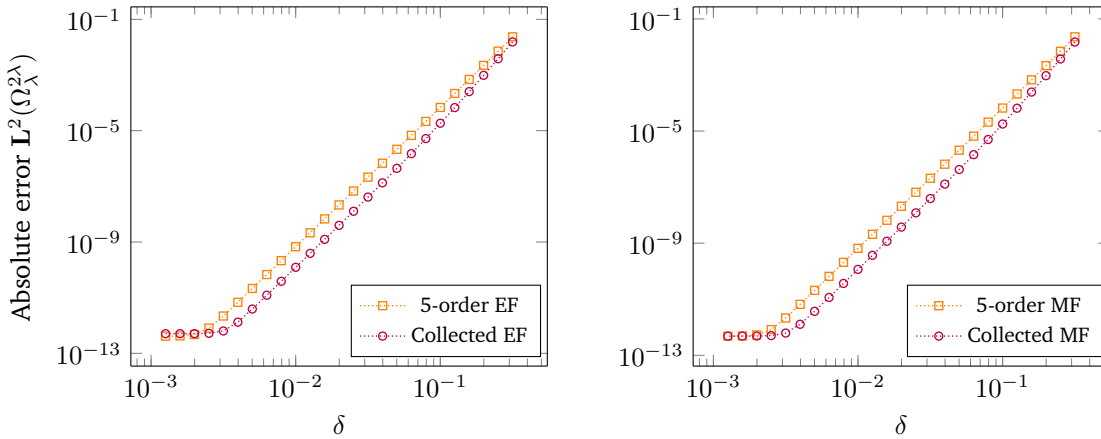 Absolute error L²(Ω_λ^{2λ})
10⁻¹
10⁻⁵
10⁻⁹
10⁻¹³
5-order EF
Collected EF
10⁻³ 10⁻² 10⁻¹
δ
10⁻¹
10⁻⁵
10⁻⁹
10⁻¹³
5-order MF
Collected MF
10⁻³ 10⁻² 10⁻¹
δ